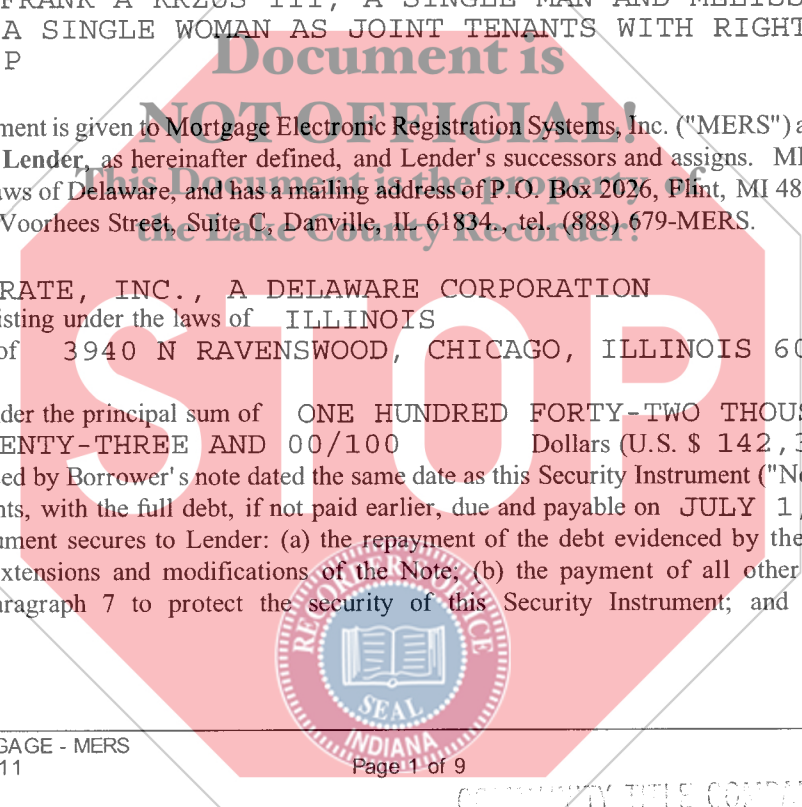 FRANK A KRZUS III, A SINGLE MAN AND
A SINGLE WOMAN AS JOINT TENANTS WITH RIGHT
P
Document is
NOT OFFICIAL!
This Document is the property of
the Lake County Recorder!
ment is given to Mortgage Electronic Registration Systems, Inc. ("MERS") a
Lender, as hereinafter defined, and Lender's successors and assigns. MI
aws of Delaware, and has a mailing address of P.O. Box 2026, Flint, MI 48
Voorhees Street, Suite C, Danville, IL 61834., tel. (888) 679-MERS.
RATE, INC., A DELAWARE CORPORATION
isting under the laws of ILLINOIS
of 3940 N RAVENSWOOD, CHICAGO, ILLINOIS 60
STOP
der the principal sum of ONE HUNDRED FORTY-TWO THOUS
ENTY-THREE AND 00/100 Dollars (U.S. $ 142,3
ed by Borrower's note dated the same date as this Security Instrument ("No
nts, with the full debt, if not paid earlier, due and payable on JULY 1,
ument secures to Lender: (a) the repayment of the debt evidenced by the
xtensions and modifications of the Note; (b) the payment of all other
aragraph 7 to protect the security of this Security Instrument; and
RECORDER'S OFFICE
SEAL
INDIANA
GAGE - MERS
11 Page 1 of 9
COMMUNITY TITLE COMPA